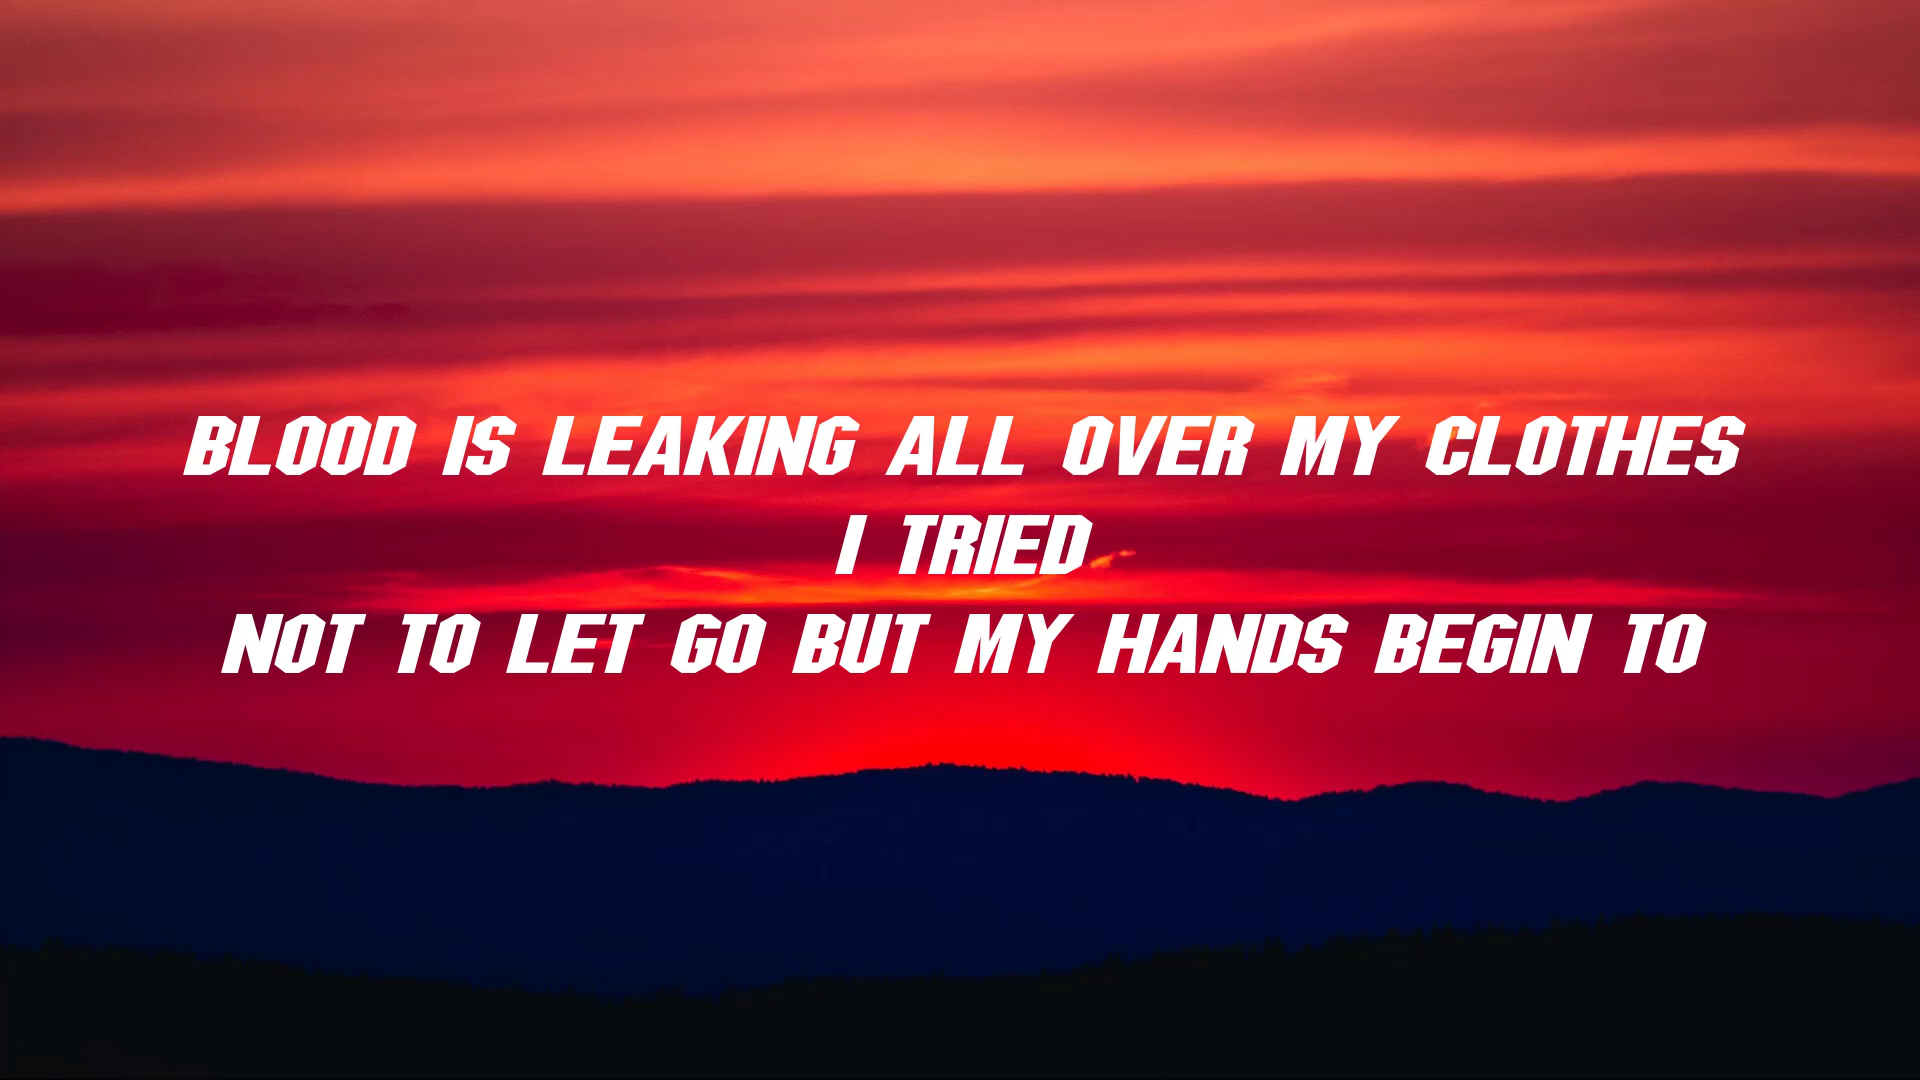 BLOOD IS LEAKING ALL OVER MY CLOTHES
I TRIED
NOT TO LET GO BUT MY HANDS BEGIN TO